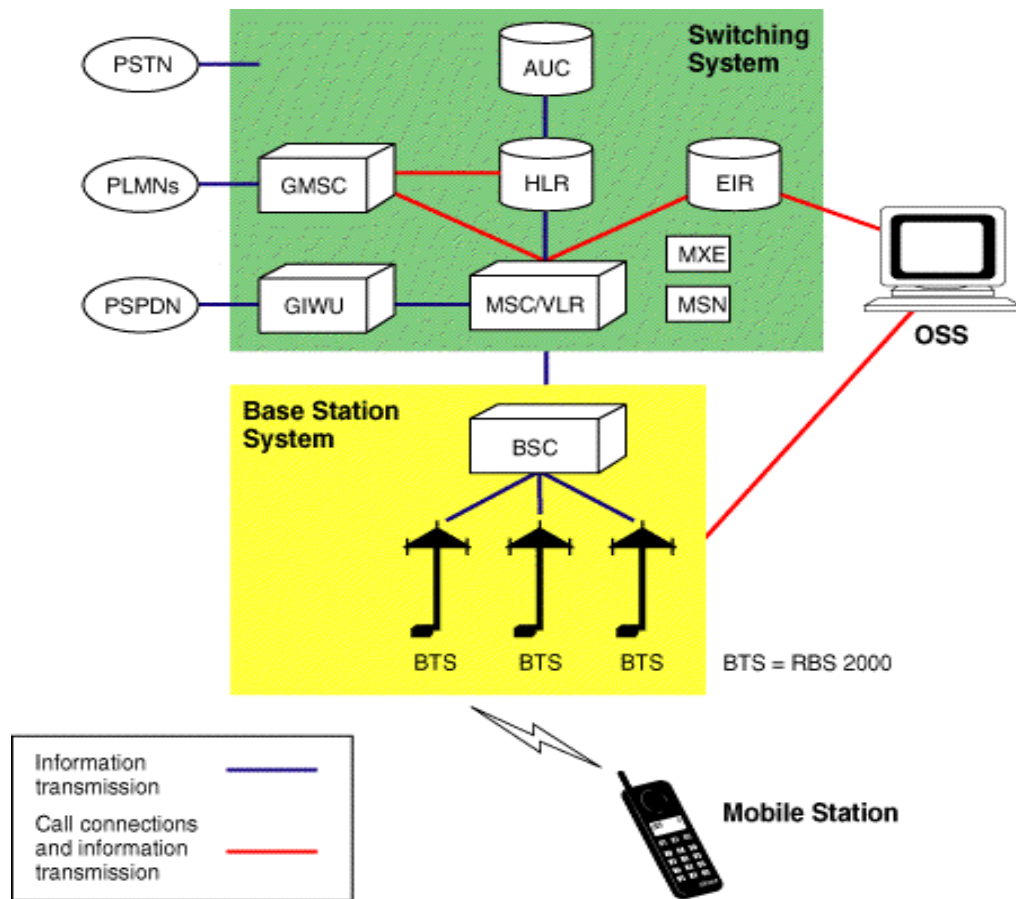 Switching
System
PSTN
AUC
PLMNs
GMSC
HLR
EIR
MXE
PSPDN
GIWU
MSC/VLR
MSN
OSS
Base Station
System
BSC
BTS
BTS
BTS
BTS = RBS 2000
Information
transmission
Call connections
and information
transmission
Mobile Station